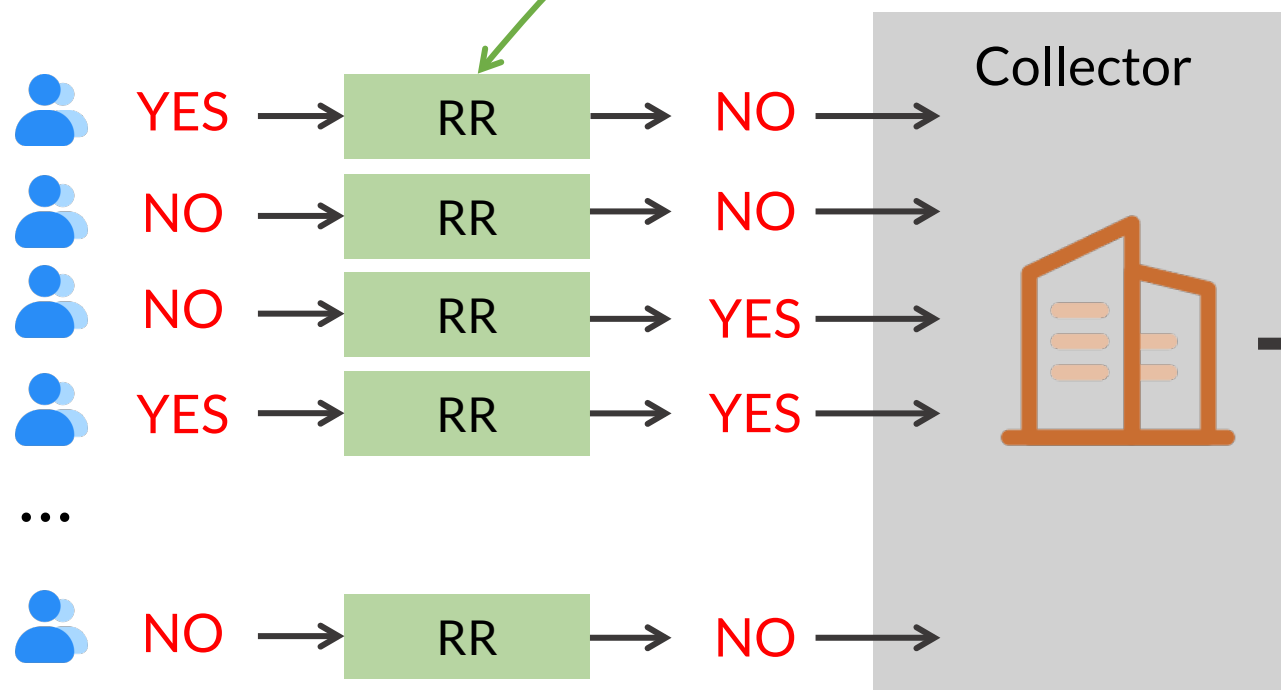 Collector
YES RR NO
NO RR NO
NO RR YES
YES RR YES
...
NO RR NO